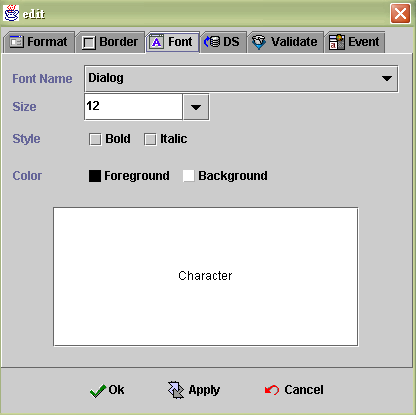 edit
Format Border Font DS Validate Event
Font Name Dialog
Size 12
Style Bold Italic
Color Foreground Background
Character
Ok Apply Cancel